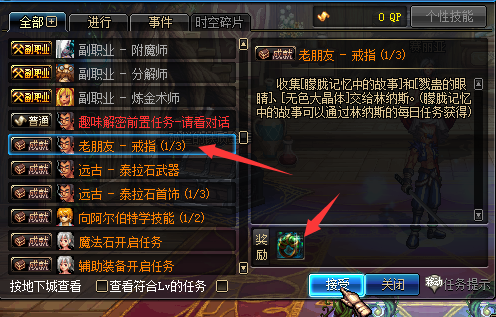 全部 进行 事件 时空碎片 0 QP 个性技能
副职业 副职业 - 附魔师
副职业 副职业 - 分解师
副职业 副职业 - 炼金术师
普通 趣味解密前置任务-请看对话
成就 老朋友 - 戒指 (1/3)
成就 远古 - 泰拉石武器
成就 远古 - 泰拉石首饰 (1/3)
成就 向阿尔伯特学技能 (1/2)
成就 魔法石开启任务
成就 辅助装备开启任务
按地下城查看 查看符合Lv的任务
成就 老朋友 - 戒指 (1/3)
收集[朦胧记忆中的故事]和[戮蛊的眼
睛]、[无色大晶体]交给林纳斯。(朦胧记忆
中的故事可以通过林纳斯的每日任务获得)
奖
励
接受 关闭 移动 任务提示